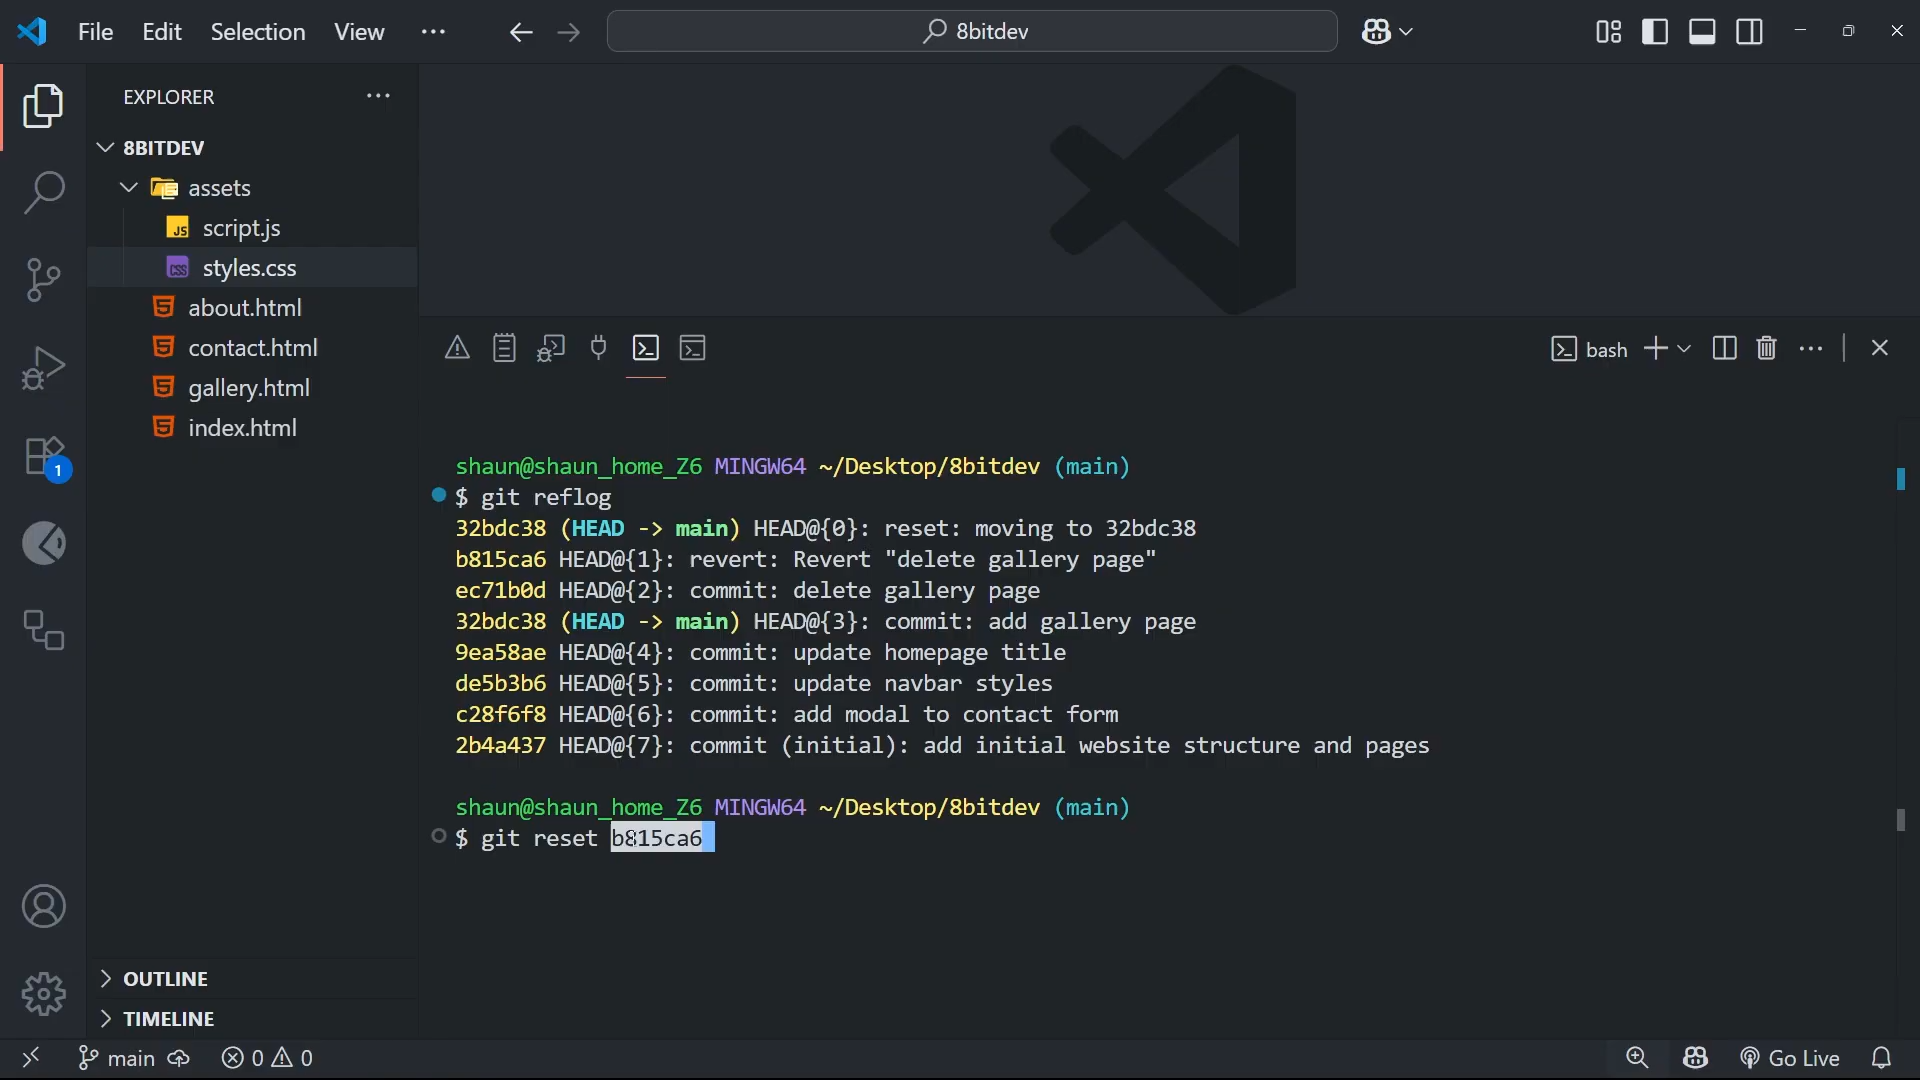 File Edit Selection View ··· 8bitdev
EXPLORER ···
8BITDEV
assets
JS script.js
CSS styles.css
about.html
contact.html
gallery.html
index.html
1
OUTLINE
TIMELINE
bash
shaun@shaun_home_Z6 MINGW64 ~/Desktop/8bitdev (main)
$ git reflog
32bdc38 (HEAD -> main) HEAD@{0}: reset: moving to 32bdc38
b815ca6 HEAD@{1}: revert: Revert "delete gallery page"
ec71b0d HEAD@{2}: commit: delete gallery page
32bdc38 (HEAD -> main) HEAD@{3}: commit: add gallery page
9ea58ae HEAD@{4}: commit: update homepage title
de5b3b6 HEAD@{5}: commit: update navbar styles
c28f6f8 HEAD@{6}: commit: add modal to contact form
2b4a437 HEAD@{7}: commit (initial): add initial website structure and pages
shaun@shaun_home_Z6 MINGW64 ~/Desktop/8bitdev (main)
$ git reset b815ca6
main 0 0 Go Live